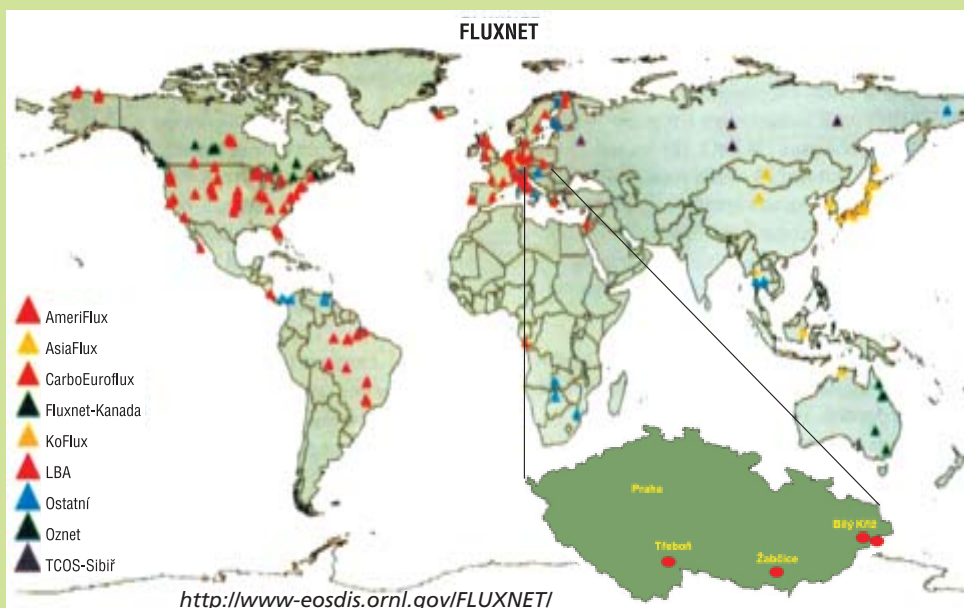 FLUXNET
AmeriFlux
AsiaFlux
CarboEuroflux
Fluxnet-Kanada
KoFlux
LBA
Ostatní
Oznet
TCOS-Sibiř
Praha
Bílý Kříž
Třeboň
Žabčice
http://www-eosdis.ornl.gov/FLUXNET/